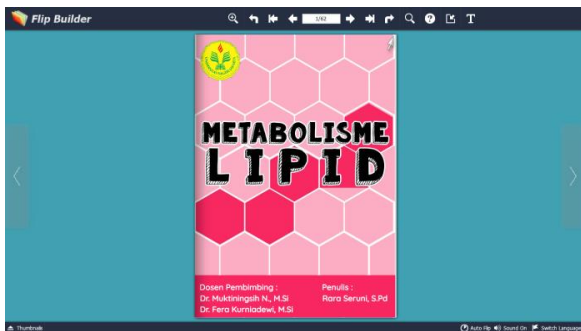 Flip Builder
1/62
T
METABOLISME
LIPID
Dosen Pembimbing :
Dr. Muktiningsih N., M.Si
Dr. Fera Kurniadewi, M.Si
Penulis :
Rara Seruni, S.Pd
Thumbnails
Auto Flip
Sound On
Switch Language